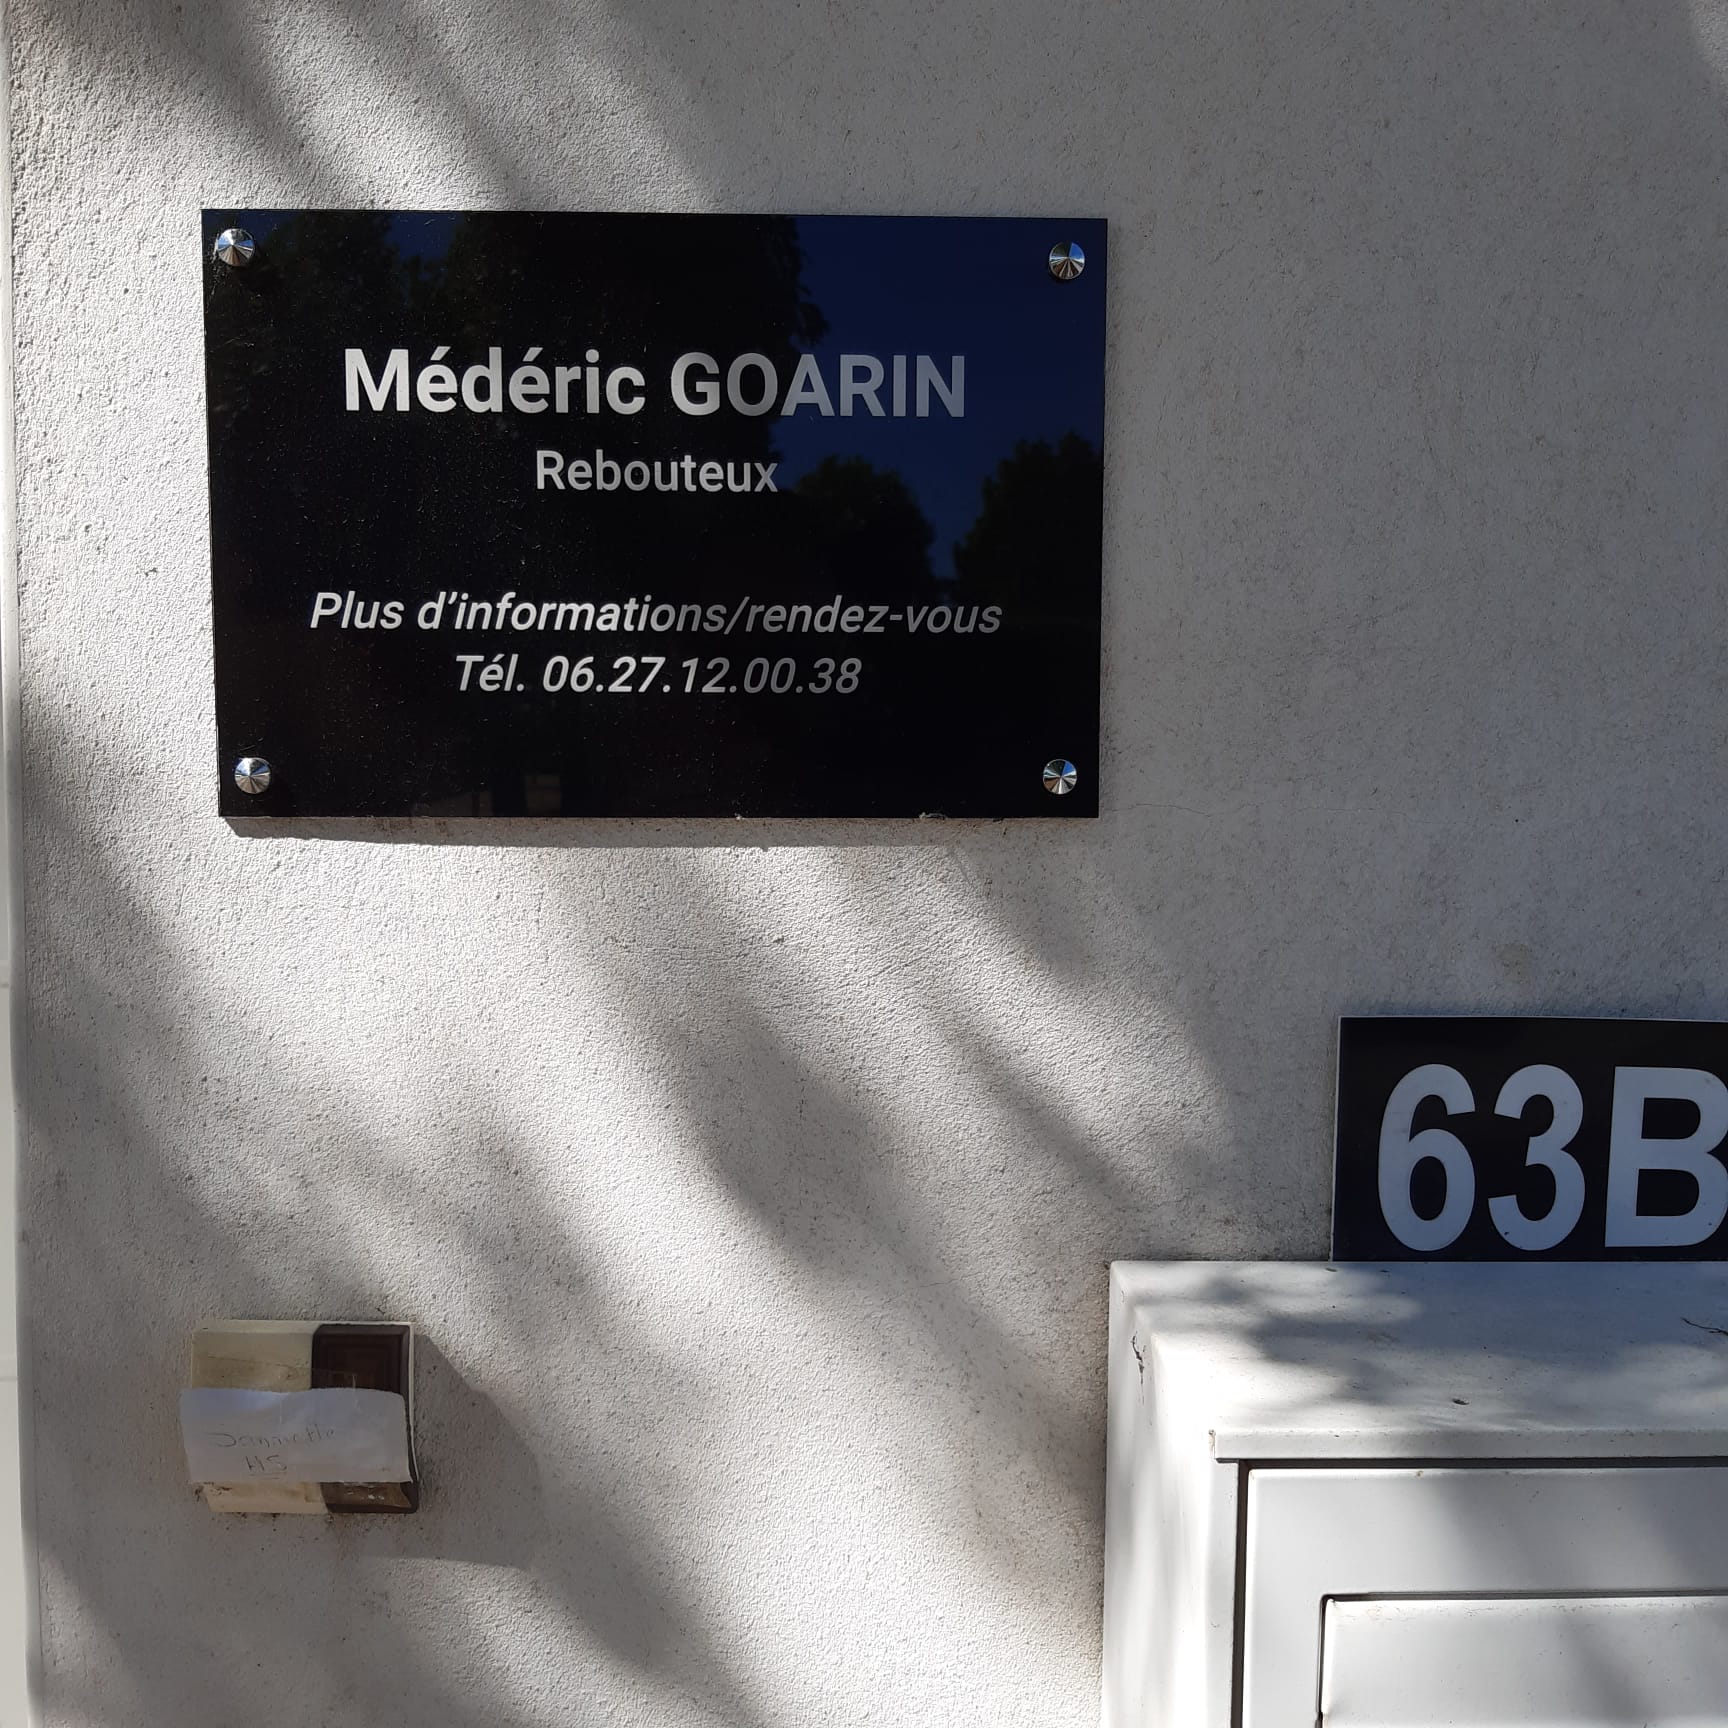 Médéric GOARIN
Rebouteux
Plus d'informations/rendez-vous
Tél. 06.27.12.00.38
63B
Sonnette
HS